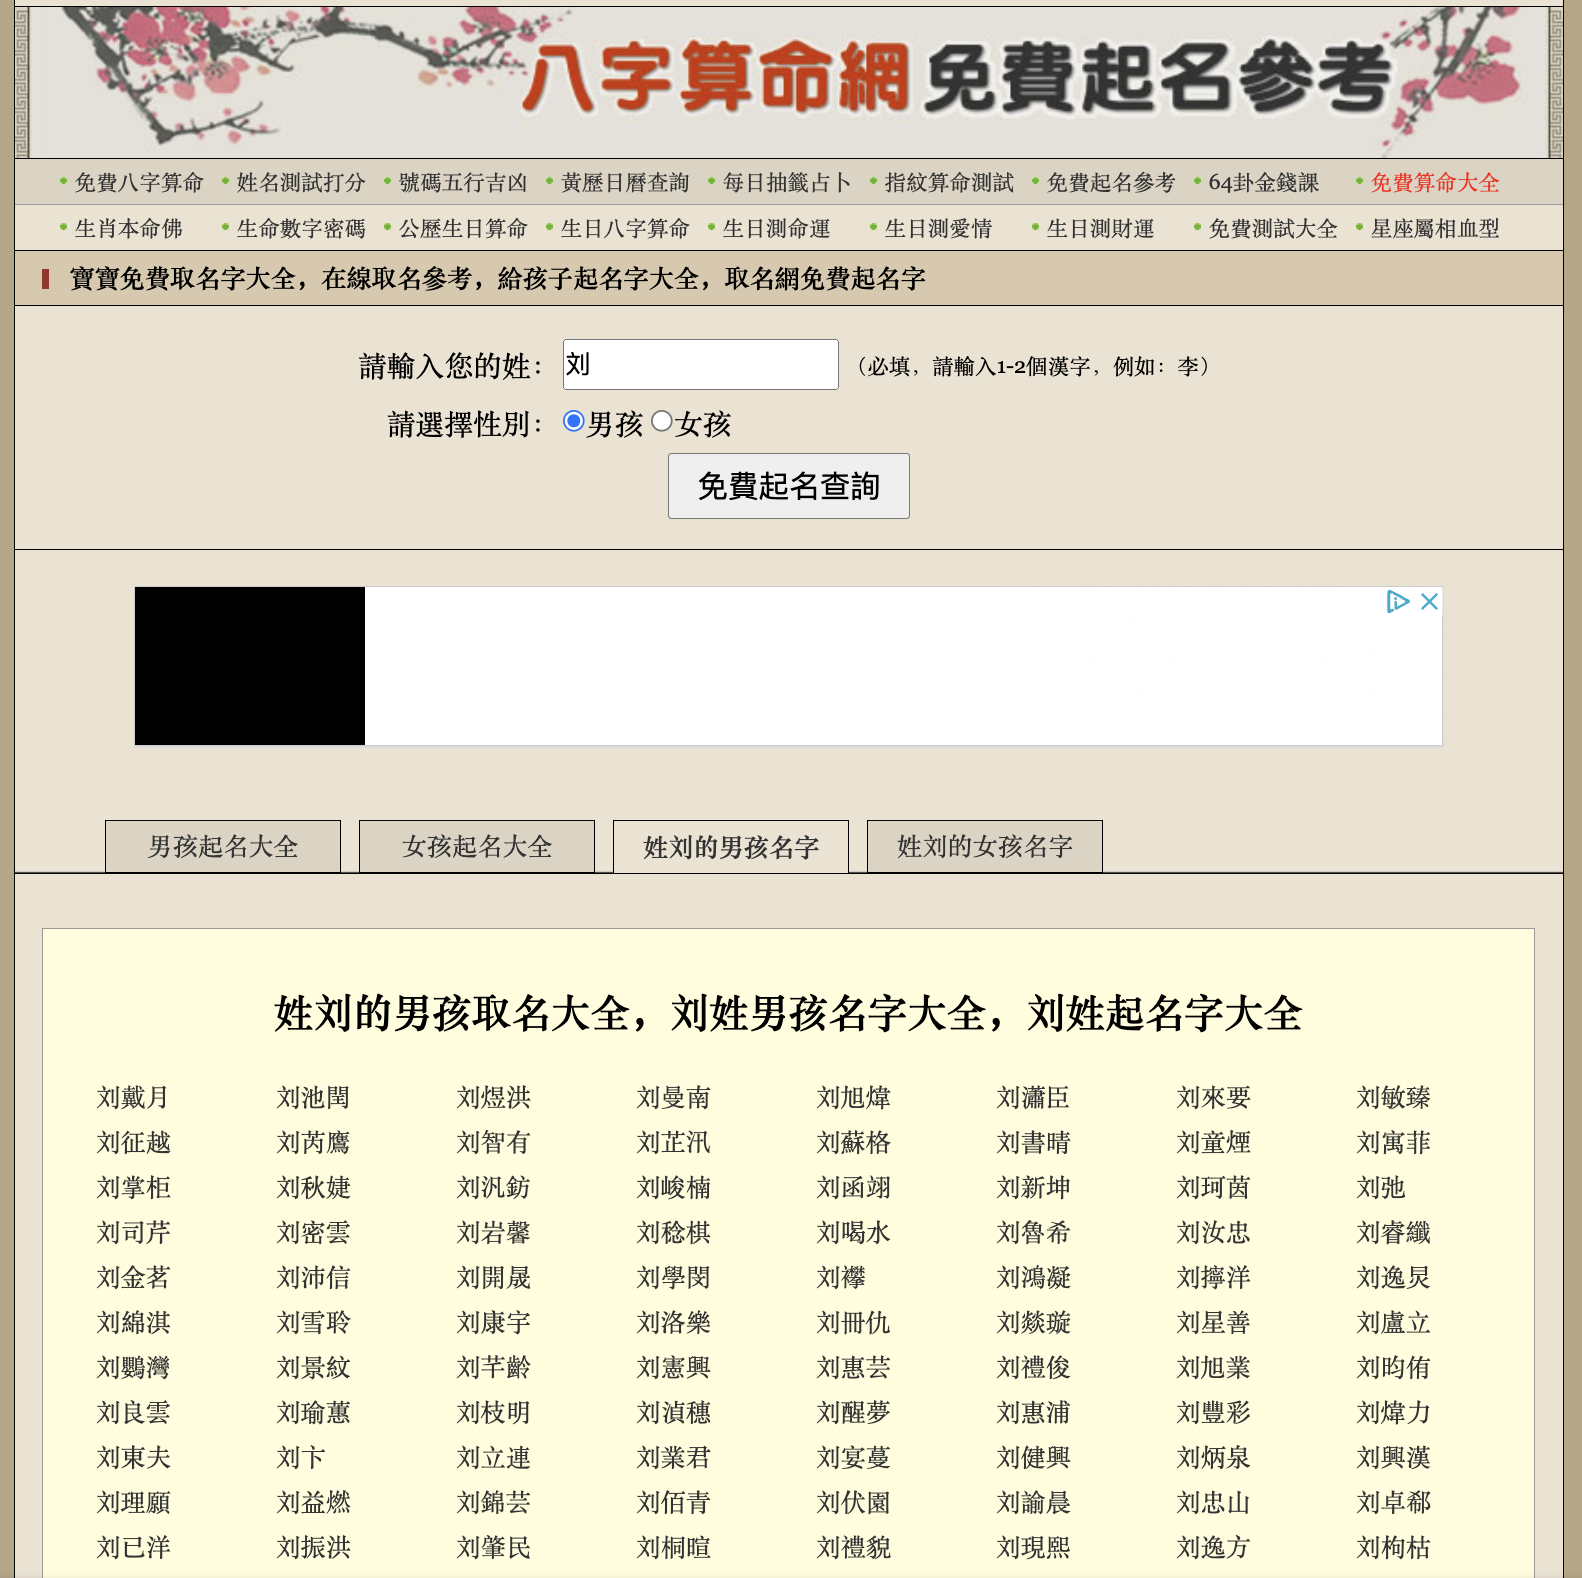 八字算命網 免費起名參考
免費八字算命 姓名測試打分 號碼五行吉凶 黃歷日曆查詢 每日抽籤占卜 指紋算命測試 免費起名參考 64卦金錢課 免費算命大全
生肖本命佛 生命數字密碼 公歷生日算命 生日八字算命 生日測命運 生日測愛情 生日測財運 免費測試大全 星座屬相血型
寶寶免費取名字大全，在線取名參考，給孩子起名字大全，取名網免費起名字
請輸入您的姓： 刘 （必填，請輸入1-2個漢字，例如：李）
請選擇性別： 男孩 女孩
免費起名查詢
男孩起名大全 女孩起名大全 姓刘的男孩名字 姓刘的女孩名字
姓刘的男孩取名大全，刘姓男孩名字大全，刘姓起名字大全
刘戴月 刘池閏 刘煜洪 刘曼南 刘旭煒 刘瀟臣 刘來要 刘敏臻
刘征越 刘芮鷹 刘智有 刘芷汛 刘蘇格 刘書晴 刘童煙 刘寓菲
刘掌柜 刘秋婕 刘汎鈁 刘峻楠 刘函翊 刘新坤 刘珂茵 刘弛
刘司芹 刘密雲 刘岩馨 刘稔棋 刘喝水 刘魯希 刘汝忠 刘睿纖
刘金茗 刘沛信 刘開晟 刘學閔 刘襻 刘鴻凝 刘擰洋 刘逸炅
刘綿淇 刘雪聆 刘康宇 刘洛樂 刘冊仇 刘燚璇 刘星善 刘盧立
刘鸚灣 刘景紋 刘芊齡 刘憲興 刘惠芸 刘禮俊 刘旭業 刘昀侑
刘良雲 刘瑜蕙 刘枝明 刘湞穗 刘醒夢 刘惠浦 刘豐彩 刘煒力
刘東夫 刘卞 刘立連 刘業君 刘宴蔓 刘健興 刘炳泉 刘興漢
刘理願 刘益燃 刘錦芸 刘佰青 刘伏園 刘諭晨 刘忠山 刘卓郗
刘已洋 刘振洪 刘肇民 刘桐暄 刘禮貌 刘現熙 刘逸方 刘枸枯